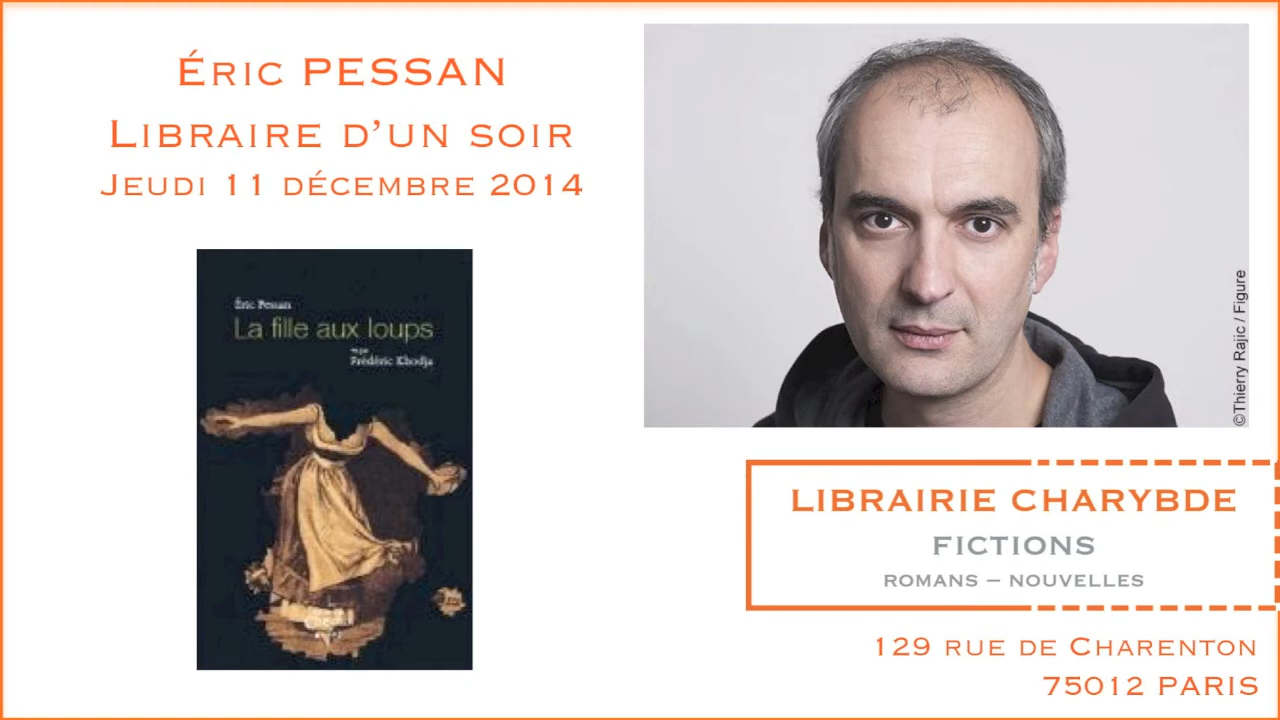 Éric PESSAN
LIBRAIRE D'UN SOIR
JEUDI 11 DÉCEMBRE 2014
Éric Pessan
La fille aux loups
Frédéric Khodja
©Thierry Rajic / Figure
LIBRAIRIE CHARYBDE
FICTIONS
ROMANS – NOUVELLES
129 RUE DE CHARENTON
75012 PARIS